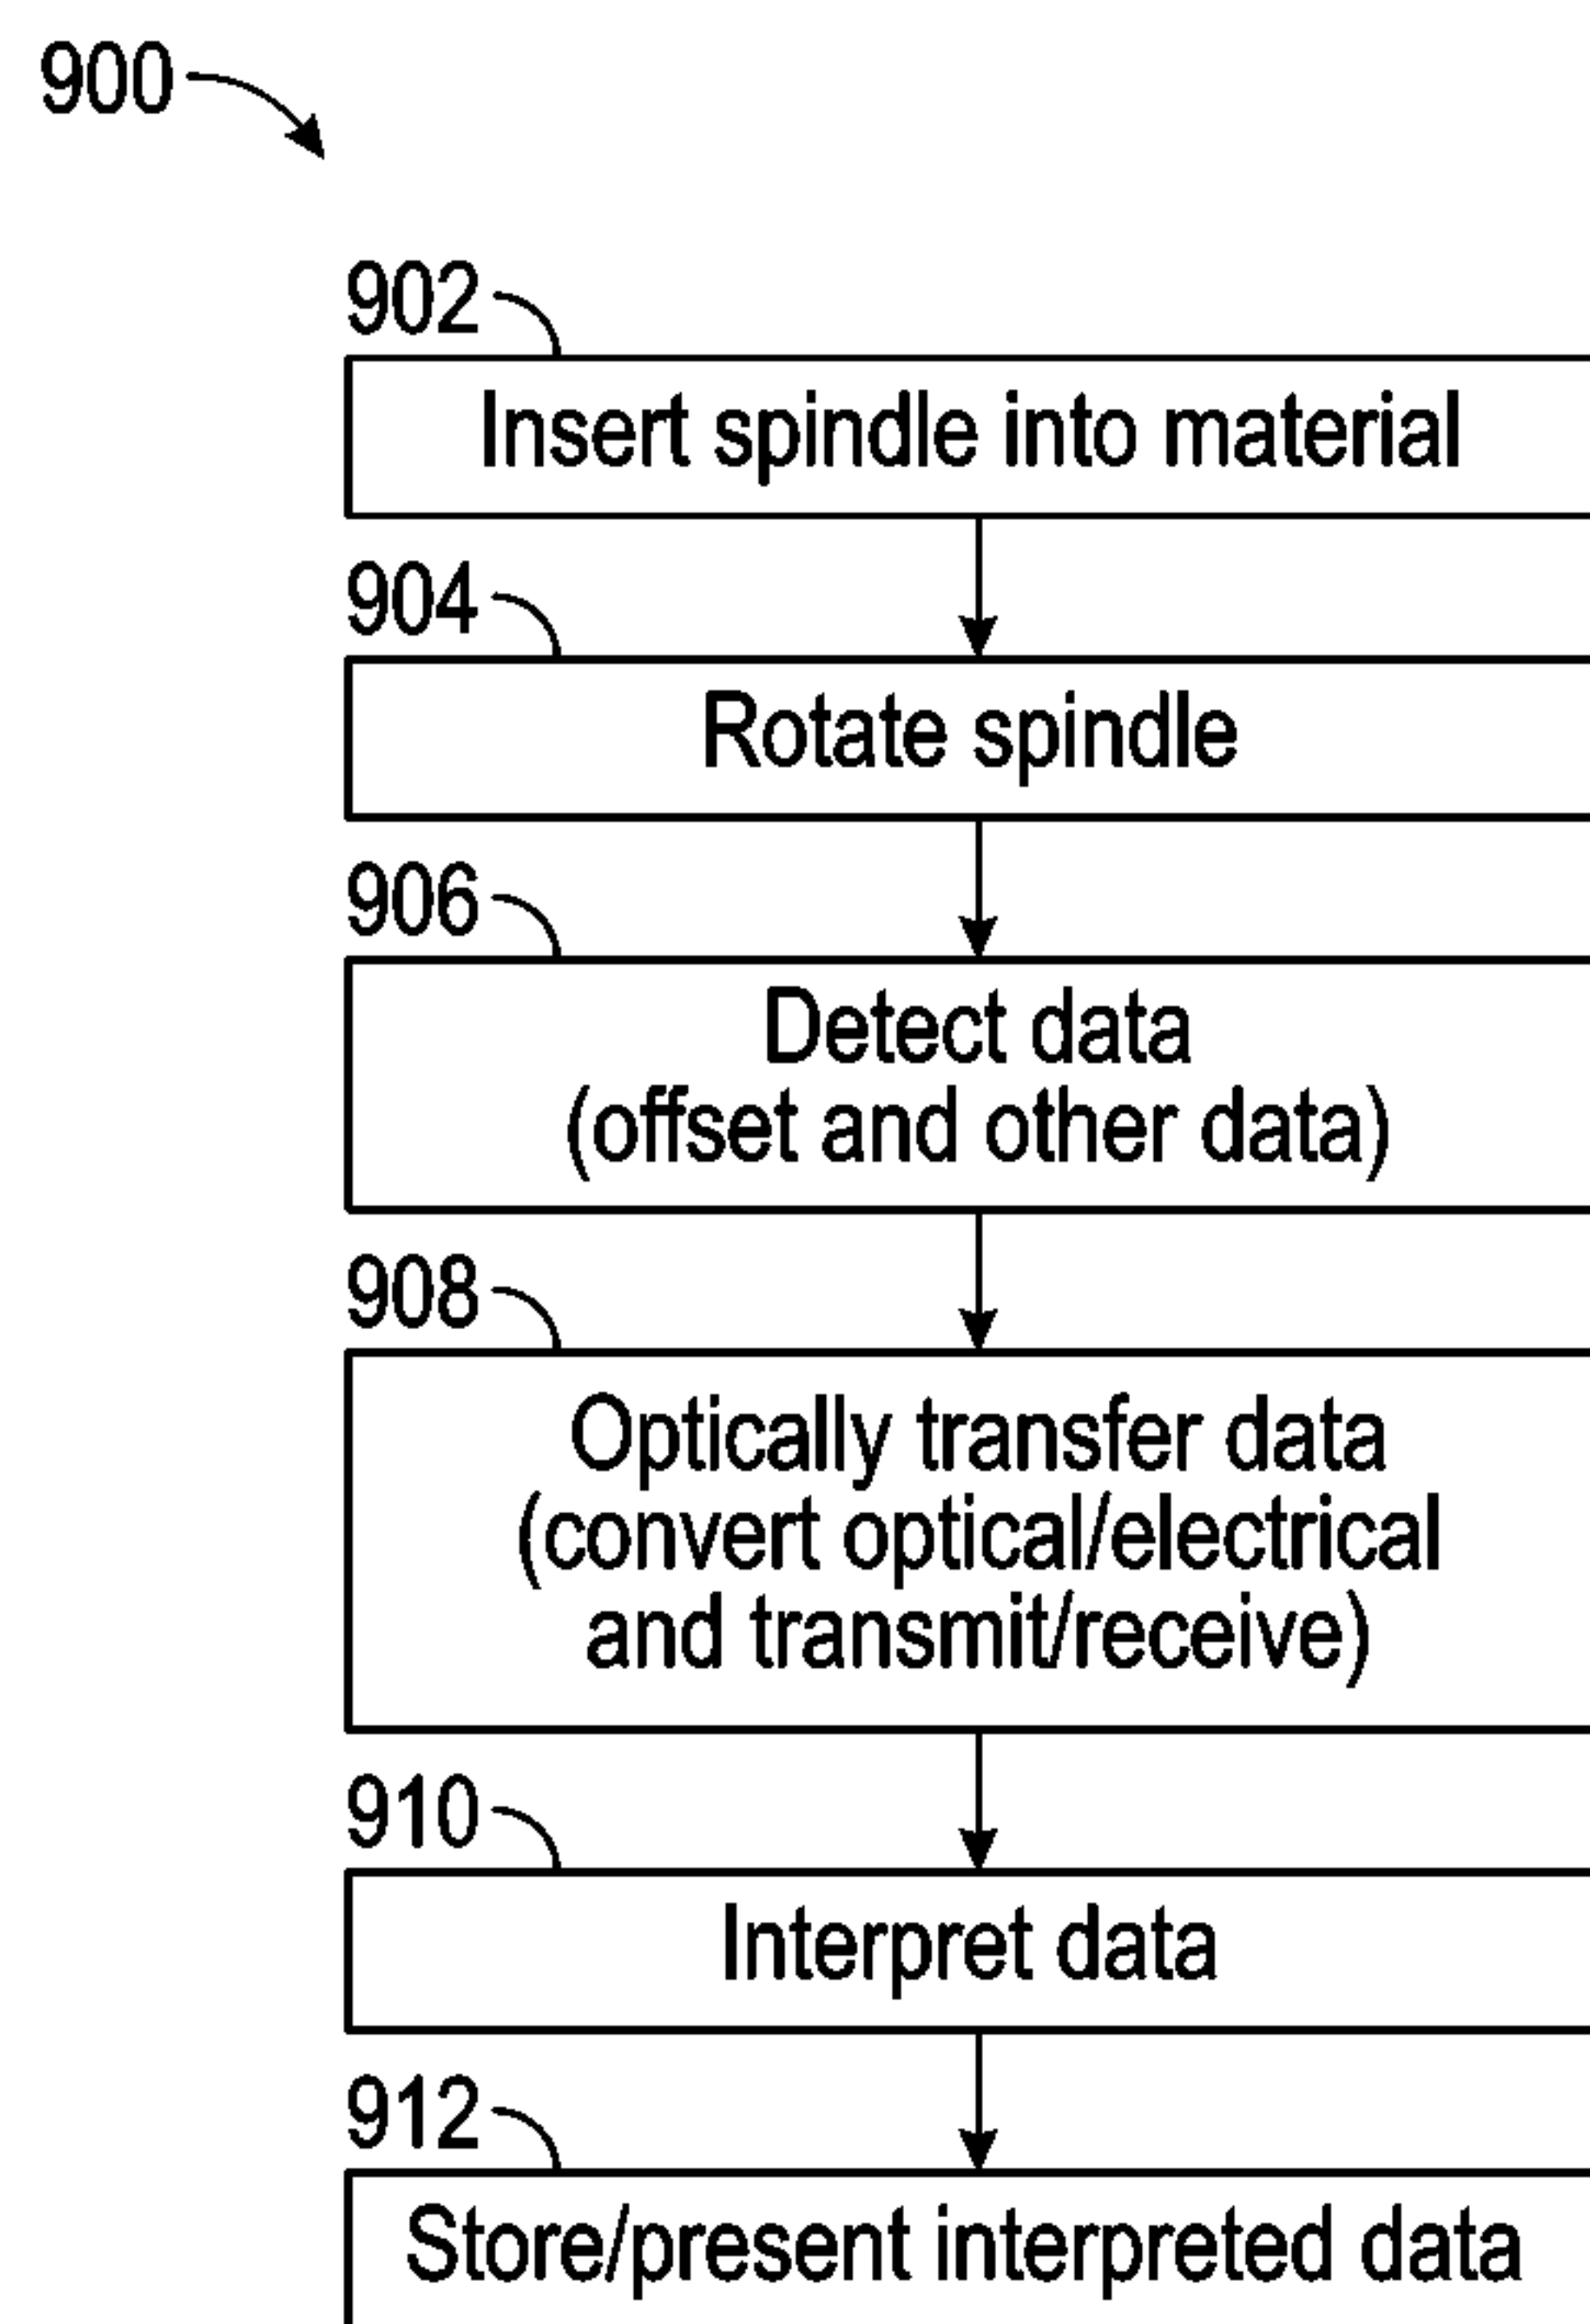 900
902
Insert spindle into material
904
Rotate spindle
906
Detect data
(offset and other data)
908
Optically transfer data
(convert optical/electrical
and transmit/receive)
910
Interpret data
912
Store/present interpreted data